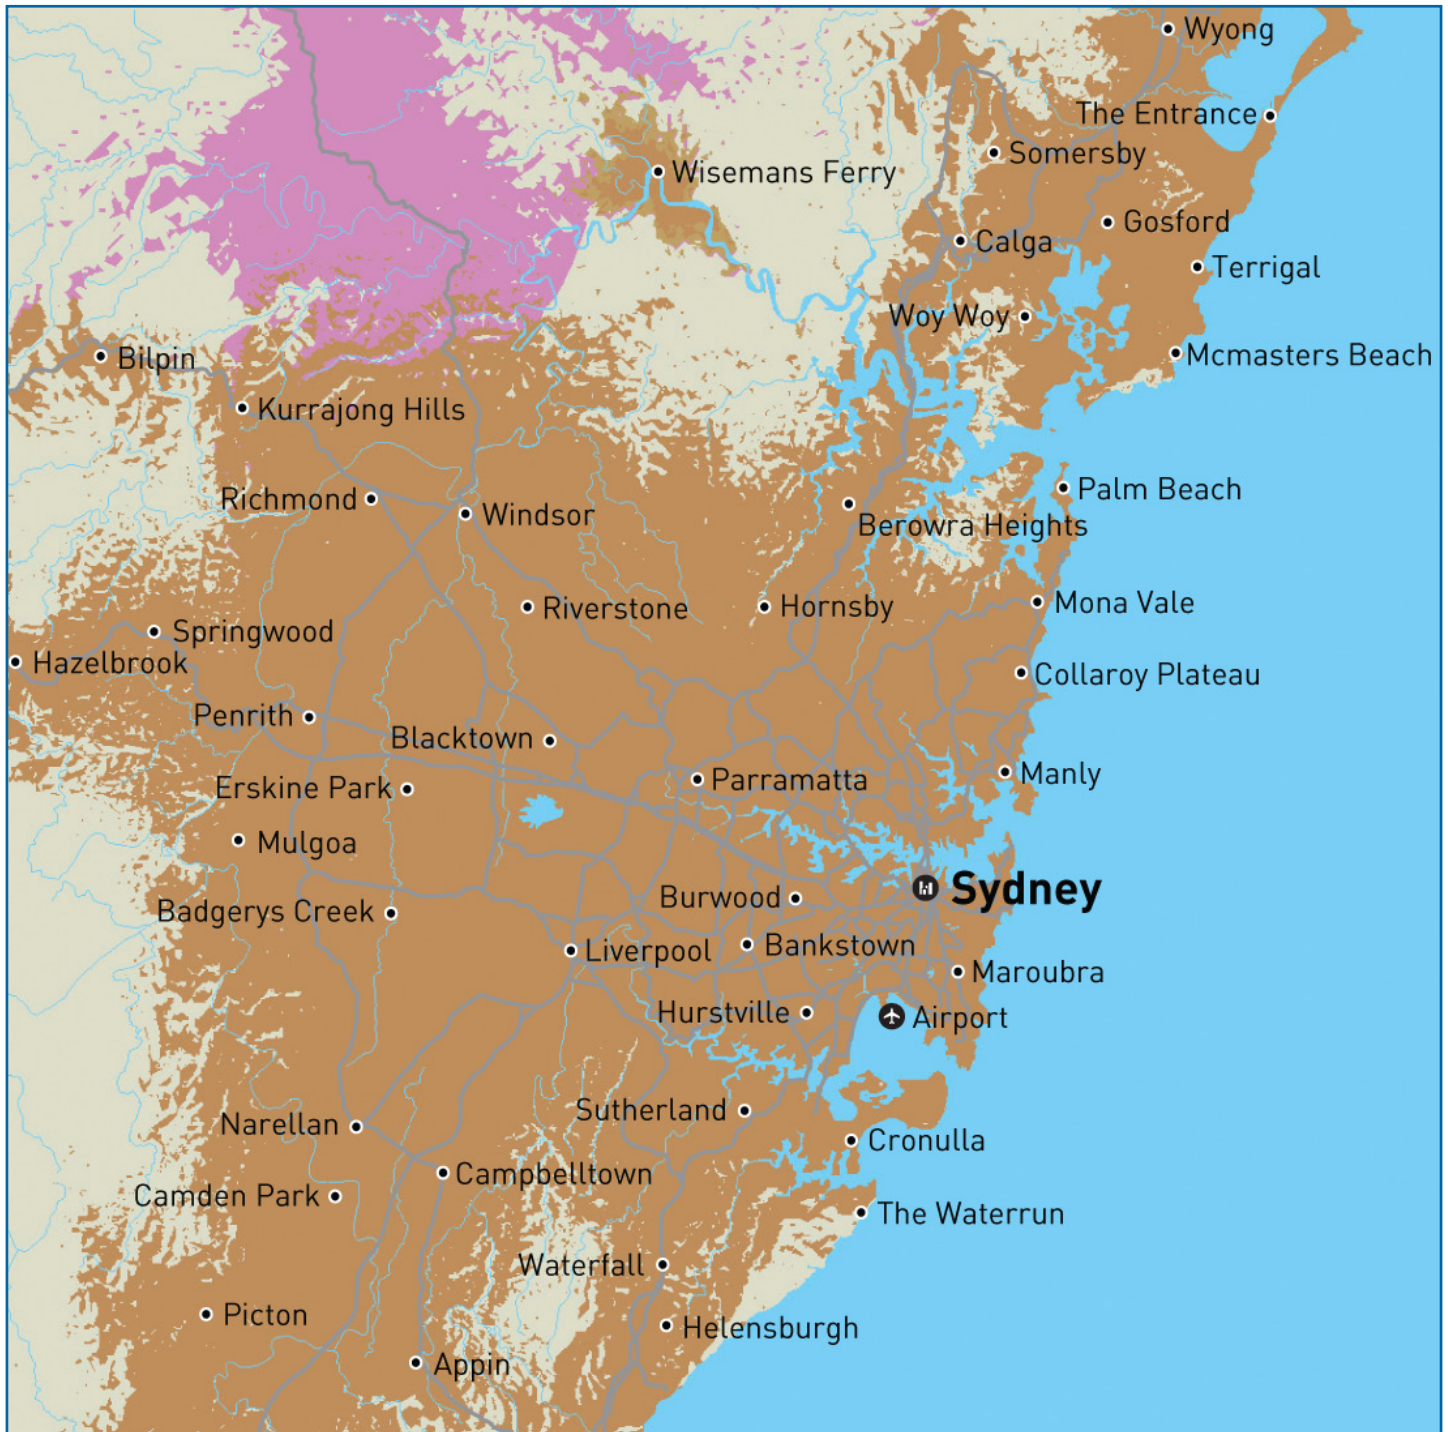 Wyong
The Entrance
Somersby
Wisemans Ferry
Gosford
Calga
Terrigal
Woy Woy
Mcmasters Beach
Bilpin
Kurrajong Hills
Palm Beach
Richmond
Windsor
Berowra Heights
Mona Vale
Riverstone
Hornsby
Springwood
Hazelbrook
Collaroy Plateau
Penrith
Blacktown
Manly
Parramatta
Erskine Park
Mulgoa
Sydney
Burwood
Badgerys Creek
Bankstown
Liverpool
Maroubra
Hurstville
Airport
Sutherland
Narellan
Cronulla
Campbelltown
Camden Park
The Waterrun
Waterfall
Picton
Helensburgh
Appin